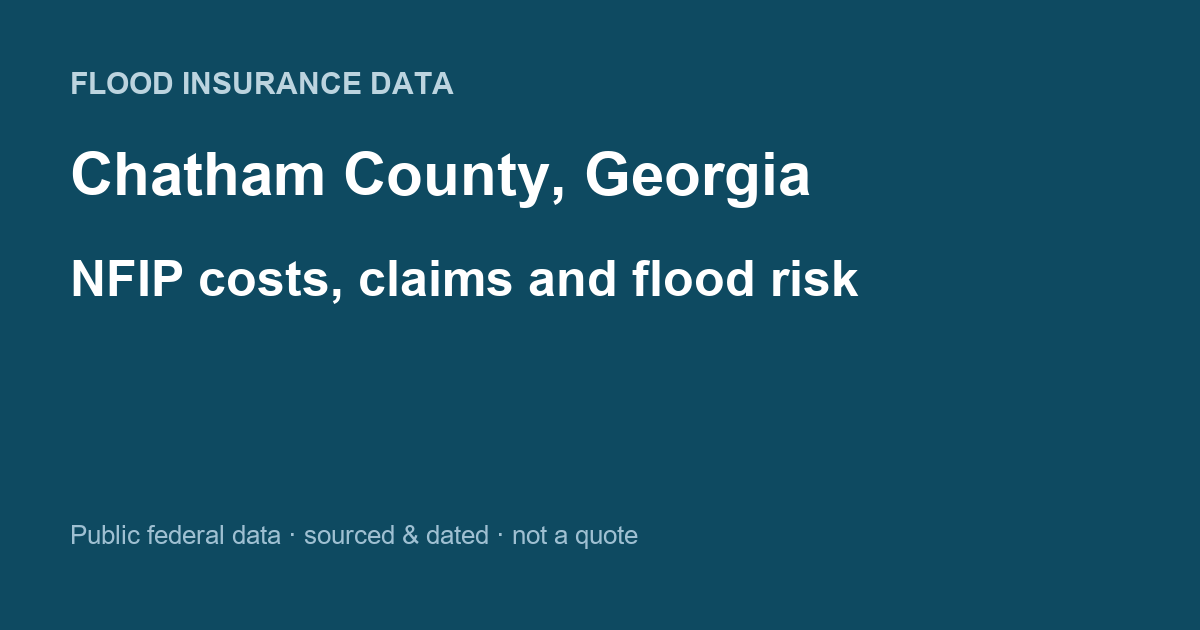 FLOOD INSURANCE DATA
Chatham County, Georgia
NFIP costs, claims and flood risk
Public federal data · sourced & dated · not a quote